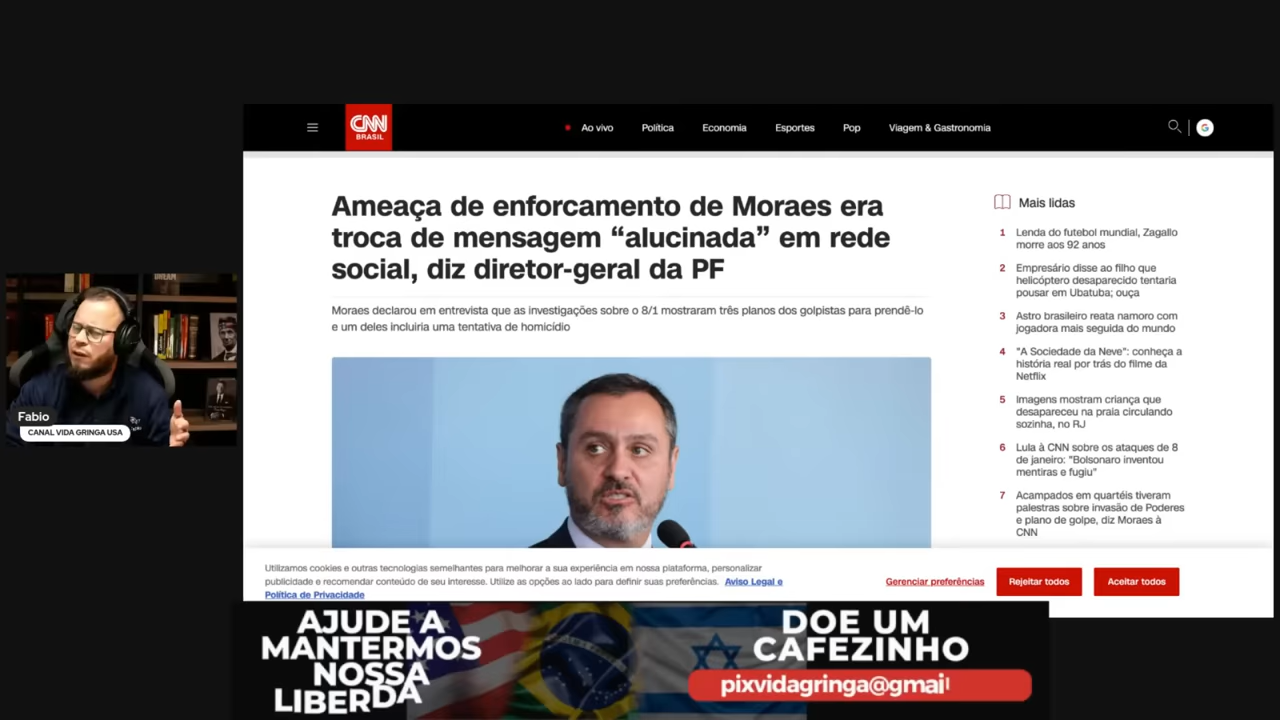 CNN
BRASIL
Ao vivo
Política
Economia
Esportes
Pop
Viagem & Gastronomia
Ameaça de enforcamento de Moraes era
troca de mensagem “alucinada” em rede
social, diz diretor-geral da PF
Moraes declarou em entrevista que as investigações sobre o 8/1 mostraram três planos dos golpistas para prendê-lo
e um deles incluiria uma tentativa de homicídio
Mais lidas
1 Lenda do futebol mundial, Zagallo
morre aos 92 anos
2 Empresário disse ao filho que
helicóptero desaparecido tentaria
pousar em Ubatuba; ouça
3 Astro brasileiro reata namoro com
jogadora mais seguida do mundo
4 "A Sociedade da Neve": conheça a
história real por trás do filme da
Netflix
5 Imagens mostram criança que
desapareceu na praia circulando
sozinha, no RJ
6 Lula à CNN sobre os ataques de 8
de janeiro: "Bolsonaro inventou
mentiras e fugiu"
7 Acampados em quartéis tiveram
palestras sobre invasão de Poderes
e plano de golpe, diz Moraes à
CNN
DREAM
Fabio
CANAL VIDA GRINGA USA
Utilizamos cookies e outras tecnologias semelhantes para melhorar a sua experiência em nossa plataforma, personalizar
publicidade e recomendar conteúdo de seu interesse. Utilize as opções ao lado para definir suas preferências. Aviso Legal e
Política de Privacidade
Gerenciar preferências
Rejeitar todos
Aceitar todos
AJUDE A
MANTERMOS
NOSSA
LIBERDA
DOE UM
CAFEZINHO
pixvidagringa@gmai